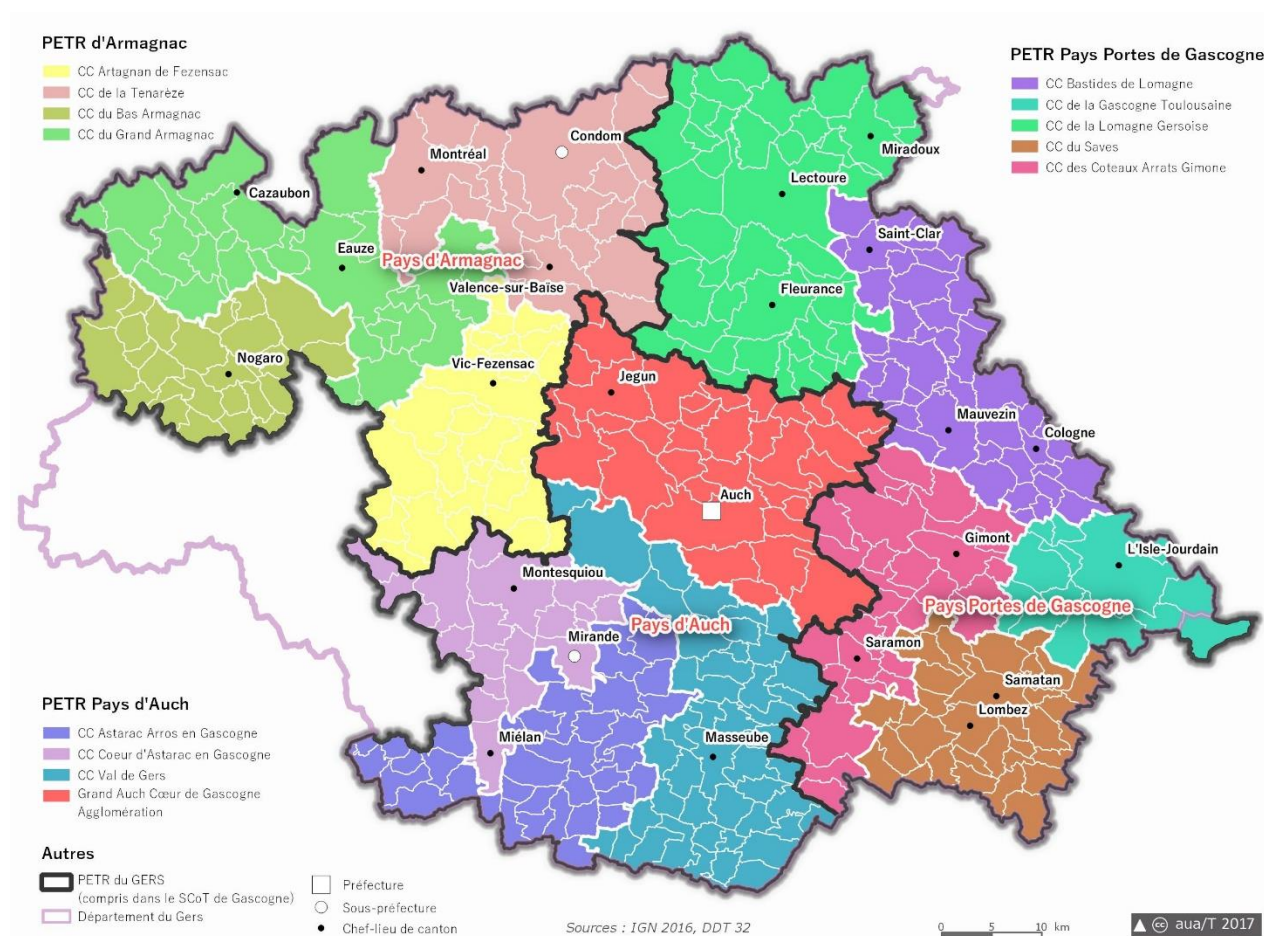 PETR d'Armagnac
CC Artagnan de Fezensac
CC de la Tenarèze
CC du Bas Armagnac
CC du Grand Armagnac
PETR Pays Portes de Gascogne
CC Bastides de Lomagne
CC de la Gascogne Toulousaine
CC de la Lomagne Gersoise
CC du Saves
CC des Coteaux Arrats Gimone
Condom
Montréal
Miradoux
Lectoure
Cazaubon
Saint-Clar
Eauze
Pays d'Armagnac
Valence-sur-Baïse
Fleurance
Nogaro
Vic-Fezensac
Jegun
Mauvezin
Cologne
Auch
Gimont
L'Isle-Jourdain
Montesquiou
Pays Portes de Gascogne
Pays d'Auch
Mirande
Saramon
Samatan
Lombez
Miélan
Masseube
PETR Pays d'Auch
CC Astarac Arros en Gascogne
CC Coeur d'Astarac en Gascogne
CC Val de Gers
Grand Auch Cœur de Gascogne
Agglomération
Autres
PETR du GERS
(compris dans le SCoT de Gascogne)
Département du Gers
Préfecture
Sous-préfecture
Chef-lieu de canton
Sources : IGN 2016, DDT 32
0 5 10 km
cc aua/T 2017